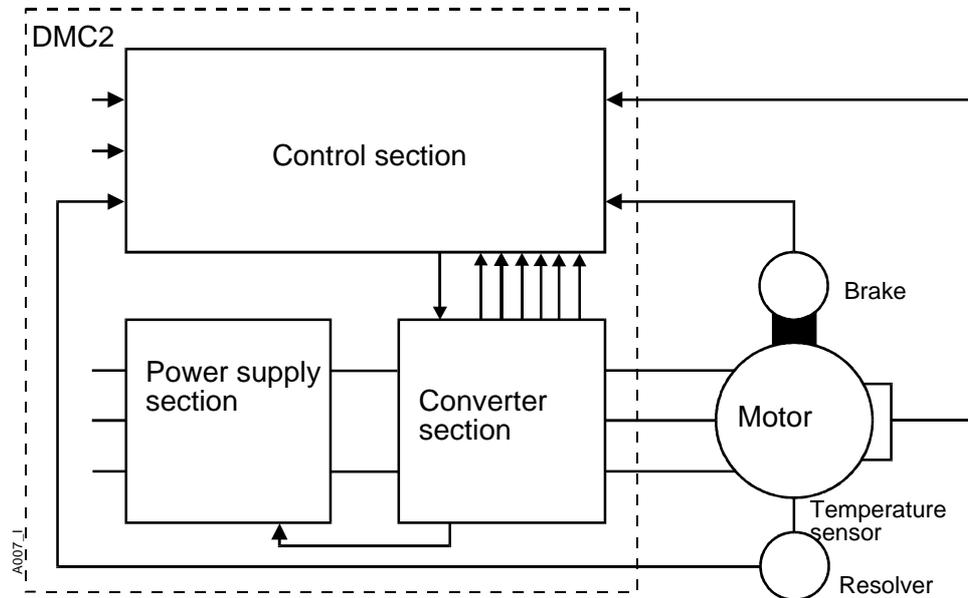 DMC2
Control section
Brake
Power supply
section
Converter
section
Motor
Temperature
sensor
Resolver
A007_I